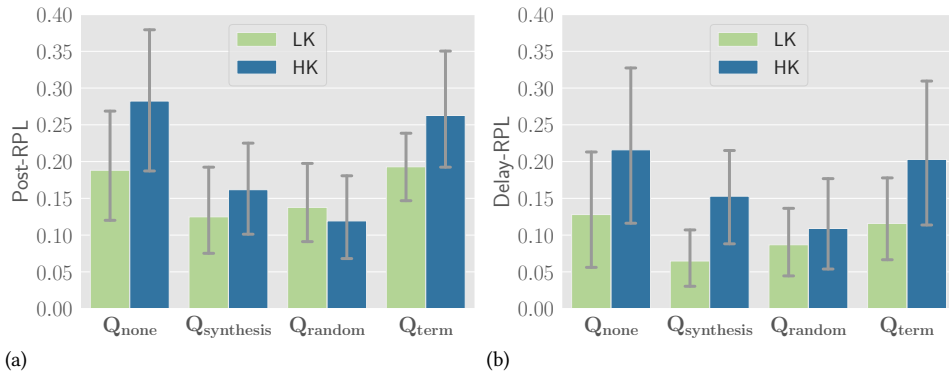 0.40
0.35
0.30
0.25
0.20
0.15
0.10
0.05
0.00
Post-RPL
LK
HK
Qnone
Qsynthesis
Qrandom
Qterm
(a)
0.40
0.35
0.30
0.25
0.20
0.15
0.10
0.05
0.00
Delay-RPL
LK
HK
Qnone
Qsynthesis
Qrandom
Qterm
(b)